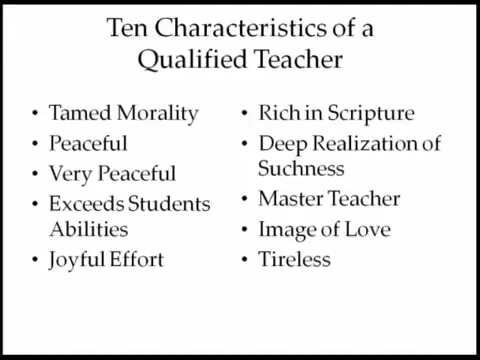 Ten Characteristics of a
Qualified Teacher
• Tamed Morality
• Peaceful
• Very Peaceful
• Exceeds Students
Abilities
• Joyful Effort
• Rich in Scripture
• Deep Realization of
Suchness
• Master Teacher
• Image of Love
• Tireless